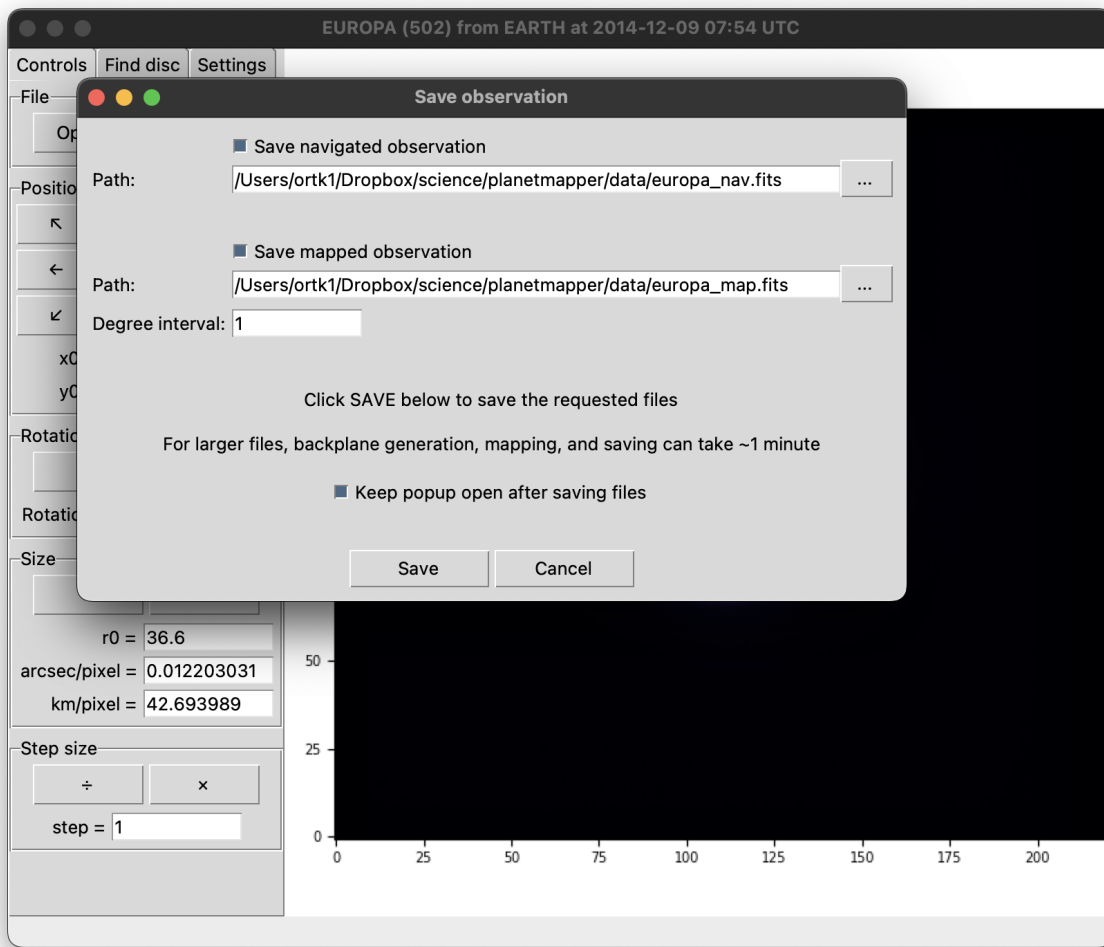 EUROPA (502) from EARTH at 2014-12-09 07:54 UTC
Controls Find disc Settings
File
Save observation
Save navigated observation
Path: /Users/ortk1/Dropbox/science/planetmapper/data/europa_nav.fits ...
Save mapped observation
Path: /Users/ortk1/Dropbox/science/planetmapper/data/europa_map.fits ...
Degree interval: 1
Click SAVE below to save the requested files
For larger files, backplane generation, mapping, and saving can take ~1 minute
Keep popup open after saving files
Save Cancel
Size
r0 = 36.6
arcsec/pixel = 0.012203031
km/pixel = 42.693989
Step size
÷ ×
step = 1
50
25
0
0 25 50 75 100 125 150 175 200